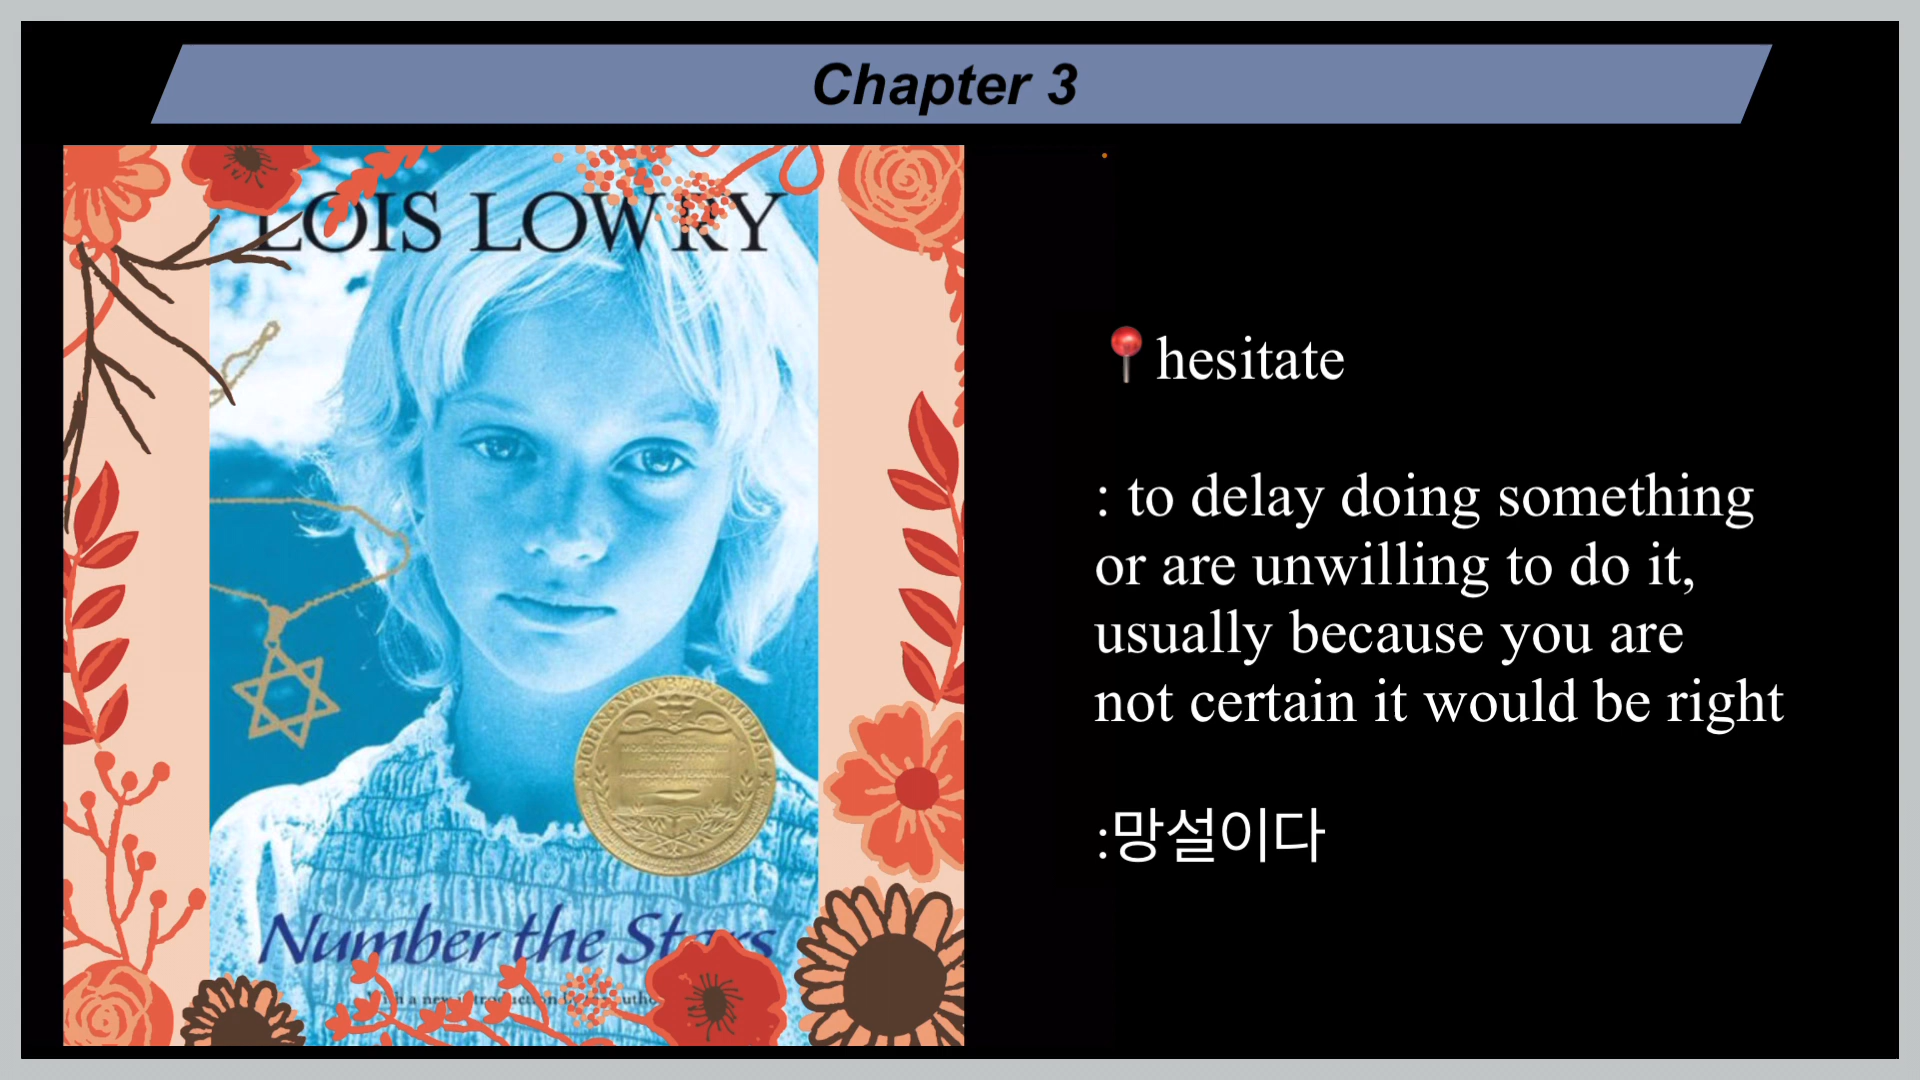 Chapter 3
LOIS LOWRY
Number the Stars
hesitate
: to delay doing something
or are unwilling to do it,
usually because you are
not certain it would be right
:망설이다